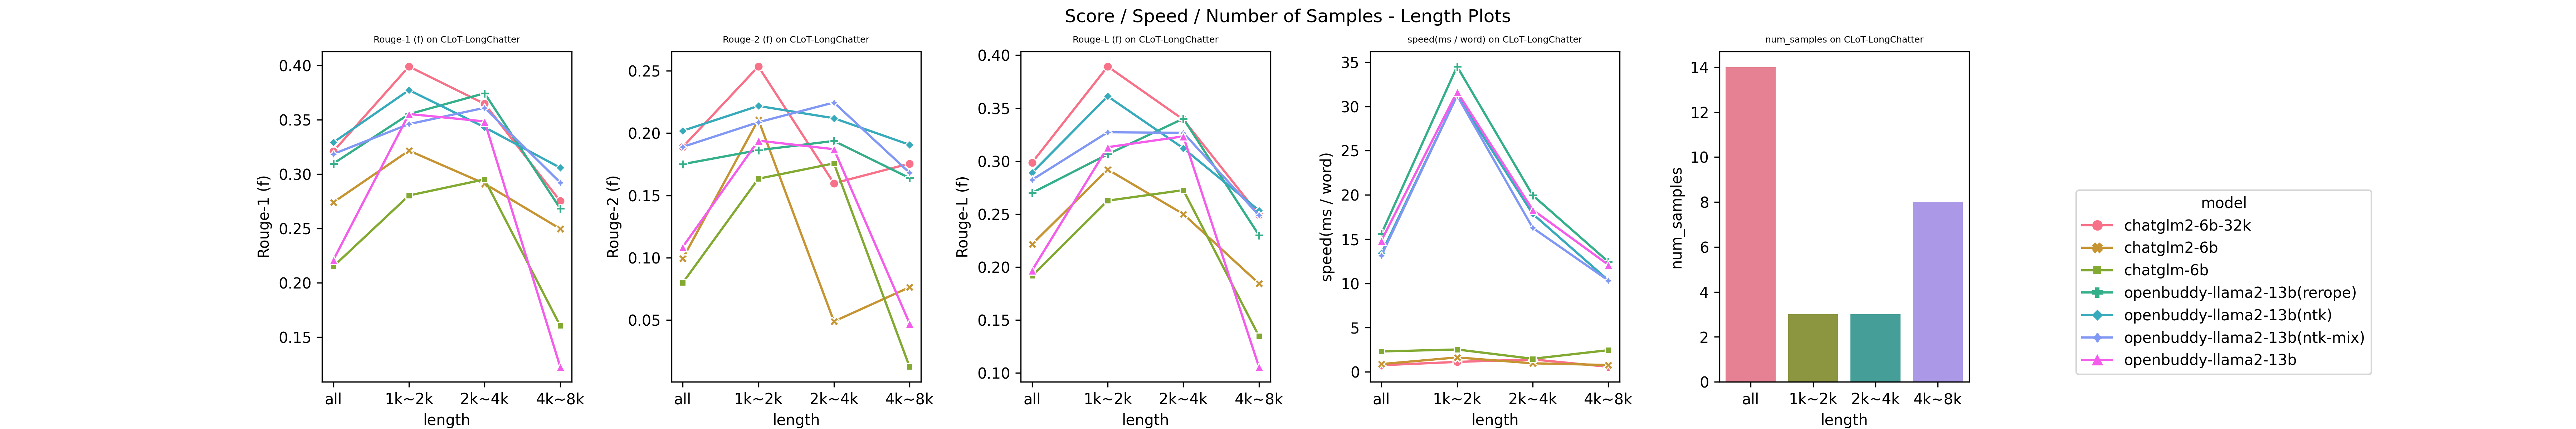 Score / Speed / Number of Samples - Length Plots
Rouge-1 (f) on CLoT-LongChatter
Rouge-1 (f)
0.40
0.35
0.30
0.25
0.20
0.15
all 1k~2k 2k~4k 4k~8k
length
Rouge-2 (f) on CLoT-LongChatter
Rouge-2 (f)
0.25
0.20
0.15
0.10
0.05
all 1k~2k 2k~4k 4k~8k
length
Rouge-L (f) on CLoT-LongChatter
Rouge-L (f)
0.40
0.35
0.30
0.25
0.20
0.15
0.10
all 1k~2k 2k~4k 4k~8k
length
speed(ms / word) on CLoT-LongChatter
speed(ms / word)
35
30
25
20
15
10
5
0
all 1k~2k 2k~4k 4k~8k
length
num_samples on CLoT-LongChatter
num_samples
14
12
10
8
6
4
2
0
all 1k~2k 2k~4k 4k~8k
length
model
chatglm2-6b-32k
chatglm2-6b
chatglm-6b
openbuddy-llama2-13b(rerope)
openbuddy-llama2-13b(ntk)
openbuddy-llama2-13b(ntk-mix)
openbuddy-llama2-13b